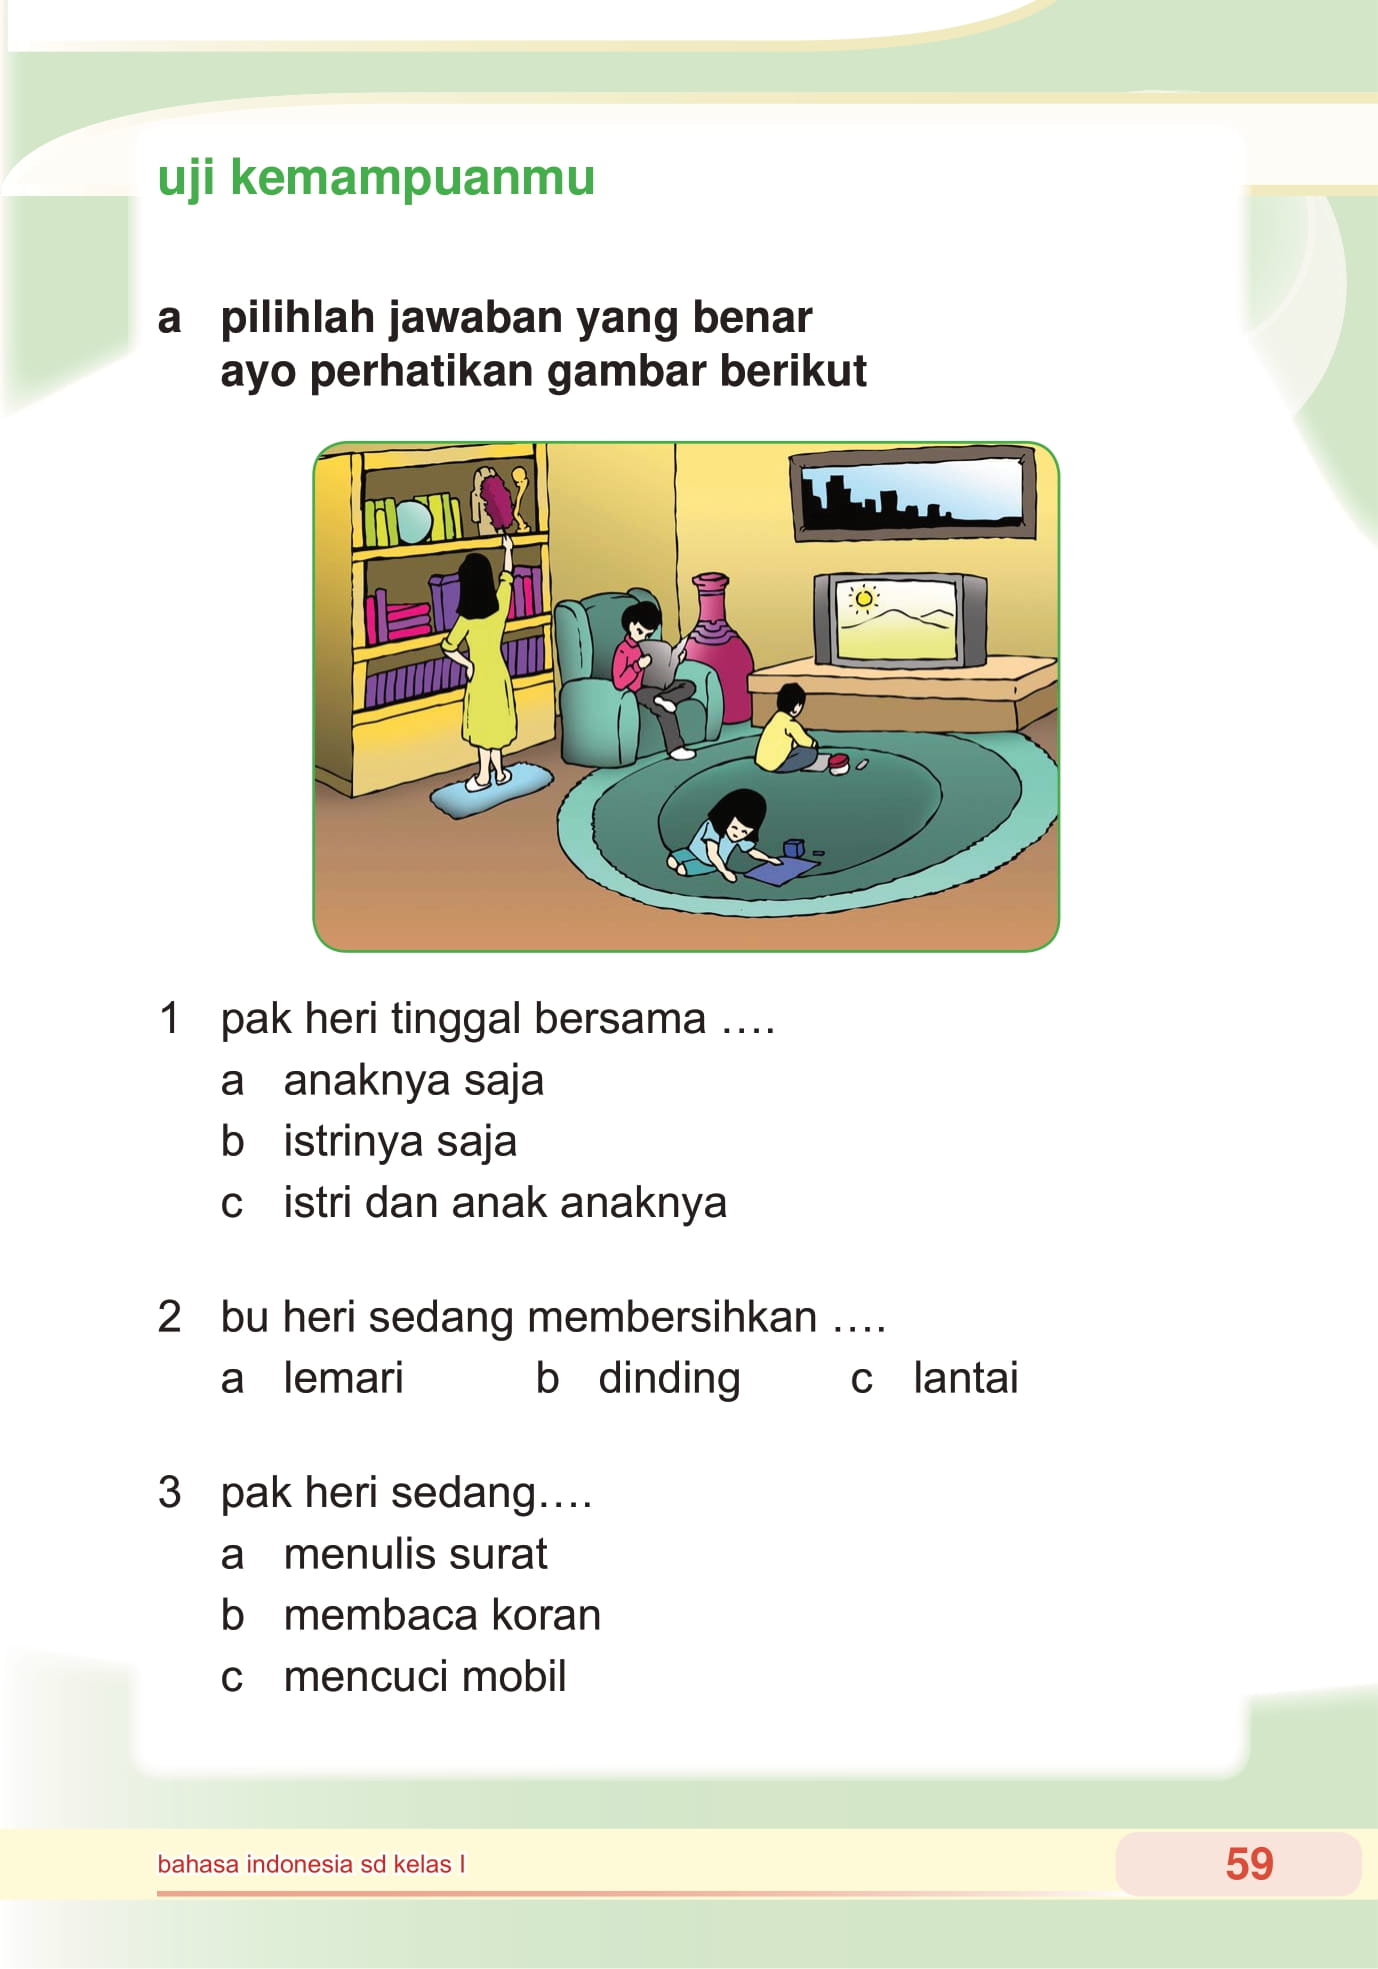 uji kemampuanmu
a pilihlah jawaban yang benar
ayo perhatikan gambar berikut
1 pak heri tinggal bersama ....
a anaknya saja
b istrinya saja
c istri dan anak anaknya
2 bu heri sedang membersihkan ....
a lemari b dinding c lantai
3 pak heri sedang....
a menulis surat
b membaca koran
c mencuci mobil
bahasa indonesia sd kelas I
59